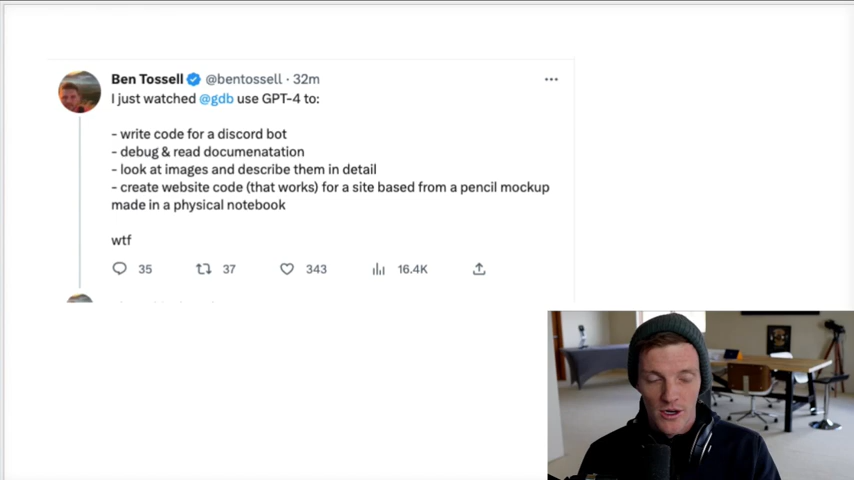 Ben Tossell @bentossell · 32m
I just watched @gdb use GPT-4 to:
- write code for a discord bot
- debug & read documenatation
- look at images and describe them in detail
- create website code (that works) for a site based from a pencil mockup
made in a physical notebook
wtf
35 37 343 16.4K